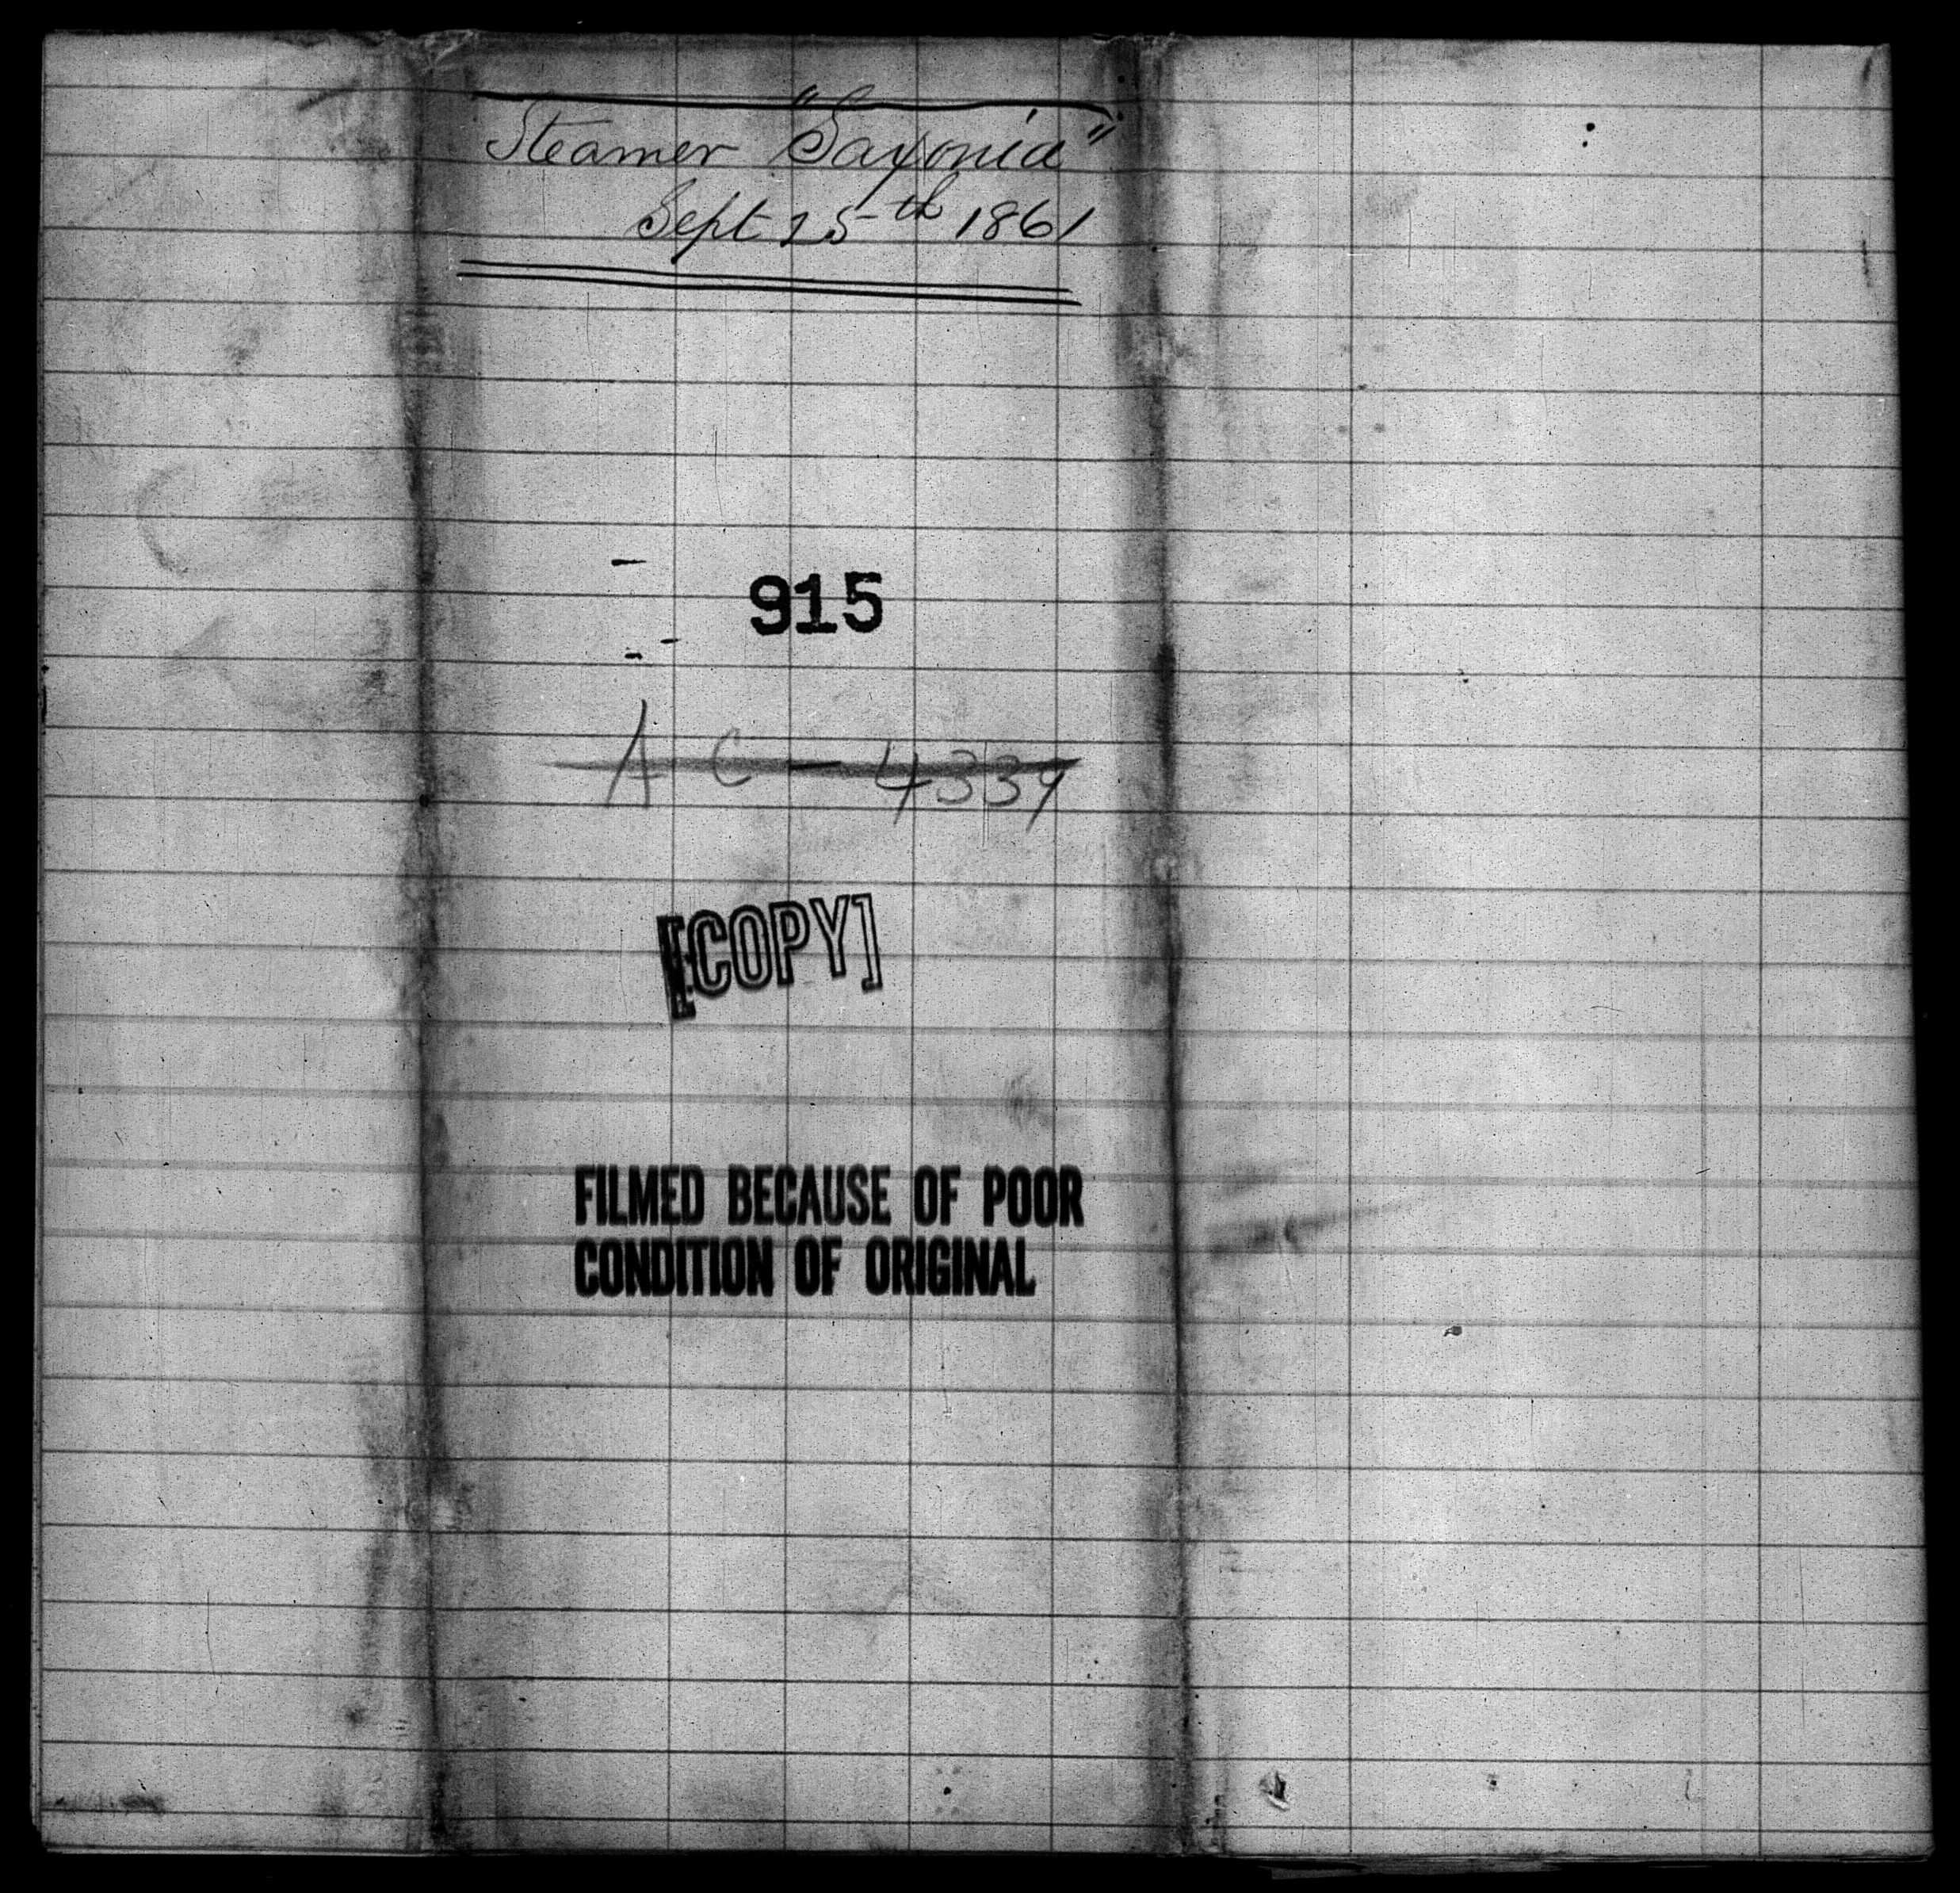 Steamer "Saxonia"
Sept 25th 1861
915
A C - 4339
[COPY]
FILMED BECAUSE OF POOR
CONDITION OF ORIGINAL